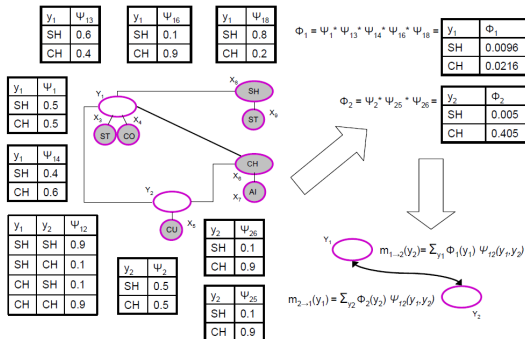 y1 Ψ13
SH 0.6
CH 0.4
y1 Ψ16
SH 0.1
CH 0.9
y1 Ψ18
SH 0.8
CH 0.2
Φ1 = Ψ1* Ψ13* Ψ14* Ψ16* Ψ18 =
y1 Φ1
SH 0.0096
CH 0.0216
Φ2 = Ψ2* Ψ25* Ψ26 =
y2 Φ2
SH 0.005
CH 0.405
y1 Ψ1
SH 0.5
CH 0.5
Y1
X3
X4
ST
CO
X8
SH
X9
ST
y1 Ψ14
SH 0.4
CH 0.6
CH
X6
X7
AI
Y2
X5
CU
y1 y2 Ψ12
SH SH 0.9
SH CH 0.1
CH SH 0.1
CH CH 0.9
y2 Ψ2
SH 0.5
CH 0.5
y2 Ψ26
SH 0.1
CH 0.9
y2 Ψ25
SH 0.1
CH 0.9
Y1
m1→2(y2)= Σy1 Φ1(y1) Ψ12(y1,y2)
m2→1(y1) = Σy2 Φ2(y2) Ψ12(y1,y2)
Y2